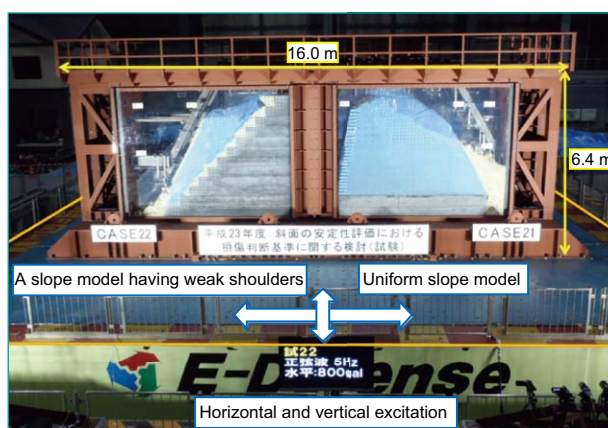 16.0 m
6.4 m
CASE22
平成23年度 斜面の安定性評価における
損傷判断基準に関する検討(試験)
CASE21
A slope model having weak shoulders
Uniform slope model
試22
正弦波 5Hz
水平:800gal
E-Defense
Horizontal and vertical excitation